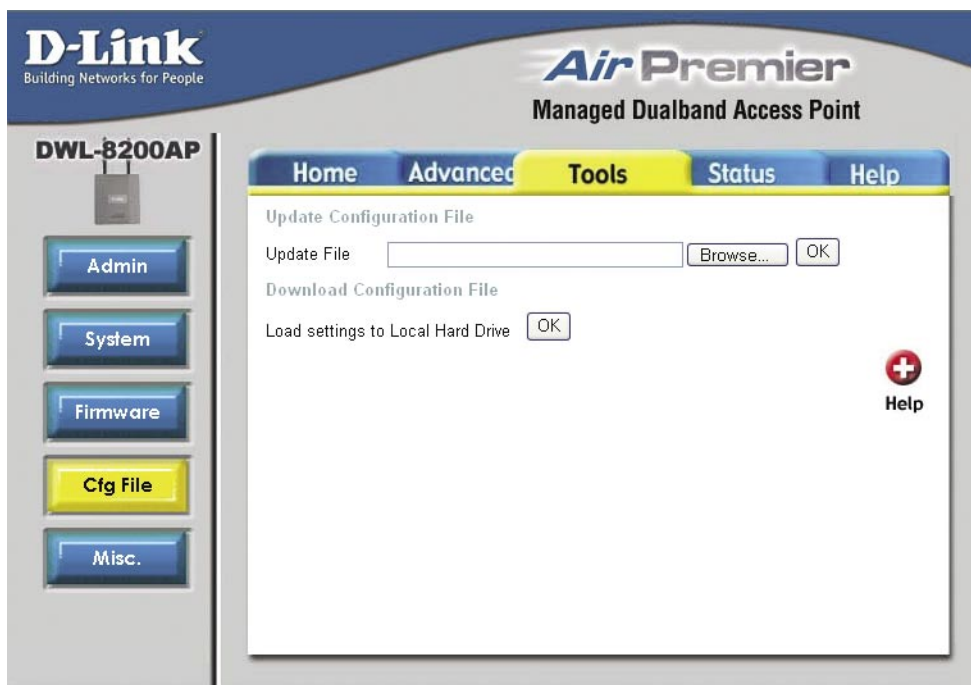 D-Link
Building Networks for People
Air Premier
Managed Dualband Access Point
DWL-8200AP
Home Advanced Tools Status Help
Update Configuration File
Update File Browse... OK
Download Configuration File
Load settings to Local Hard Drive OK
Help
Admin
System
Firmware
Cfg File
Misc.